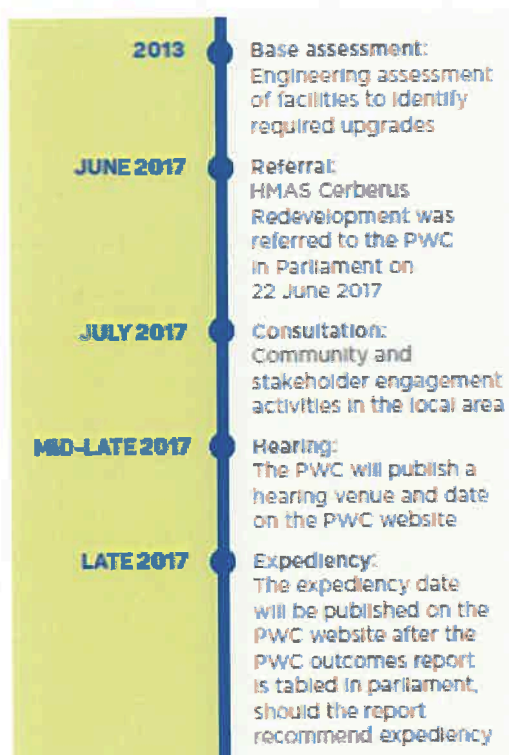 2013
Base assessment:
Engineering assessment
of facilities to identify
required upgrades
JUNE 2017
Referral:
HMAS Cerberus
Redevelopment was
referred to the PWC
in Parliament on
22 June 2017
JULY 2017
Consultation:
Community and
stakeholder engagement
activities in the local area
MID-LATE 2017
Hearing:
The PWC will publish a
hearing venue and date
on the PWC website
LATE 2017
Expediency:
The expediency date
will be published on the
PWC website after the
PWC outcomes report
is tabled in parliament,
should the report
recommend expediency